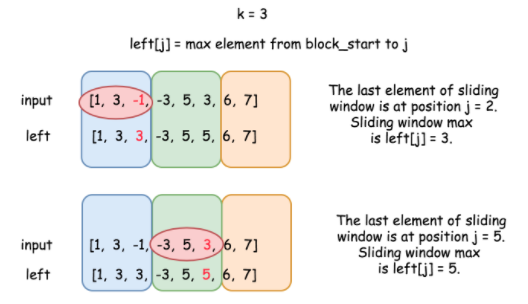 k = 3
left[j] = max element from block_start to j
input [1, 3, -1, -3, 5, 3, 6, 7]
left [1, 3, 3, -3, 5, 5, 6, 7]
The last element of sliding
window is at position j = 2.
Sliding window max
is left[j] = 3.
input [1, 3, -1, -3, 5, 3, 6, 7]
left [1, 3, 3, -3, 5, 5, 6, 7]
The last element of sliding
window is at position j = 5.
Sliding window max
is left[j] = 5.